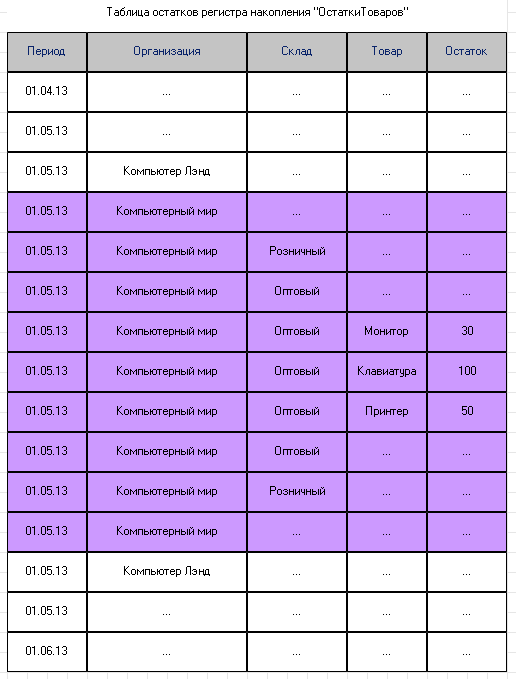 Таблица остатков регистра накопления "ОстаткиТоваров"
Период Организация Склад Товар Остаток
01.04.13 ... ... ... ...
01.05.13 ... ... ... ...
01.05.13 Компьютер Лэнд ... ... ...
01.05.13 Компьютерный мир ... ... ...
01.05.13 Компьютерный мир Розничный ... ...
01.05.13 Компьютерный мир Оптовый ... ...
01.05.13 Компьютерный мир Оптовый Монитор 30
01.05.13 Компьютерный мир Оптовый Клавиатура 100
01.05.13 Компьютерный мир Оптовый Принтер 50
01.05.13 Компьютерный мир Оптовый ... ...
01.05.13 Компьютерный мир Розничный ... ...
01.05.13 Компьютерный мир ... ... ...
01.05.13 Компьютер Лэнд ... ... ...
01.05.13 ... ... ... ...
01.06.13 ... ... ... ...